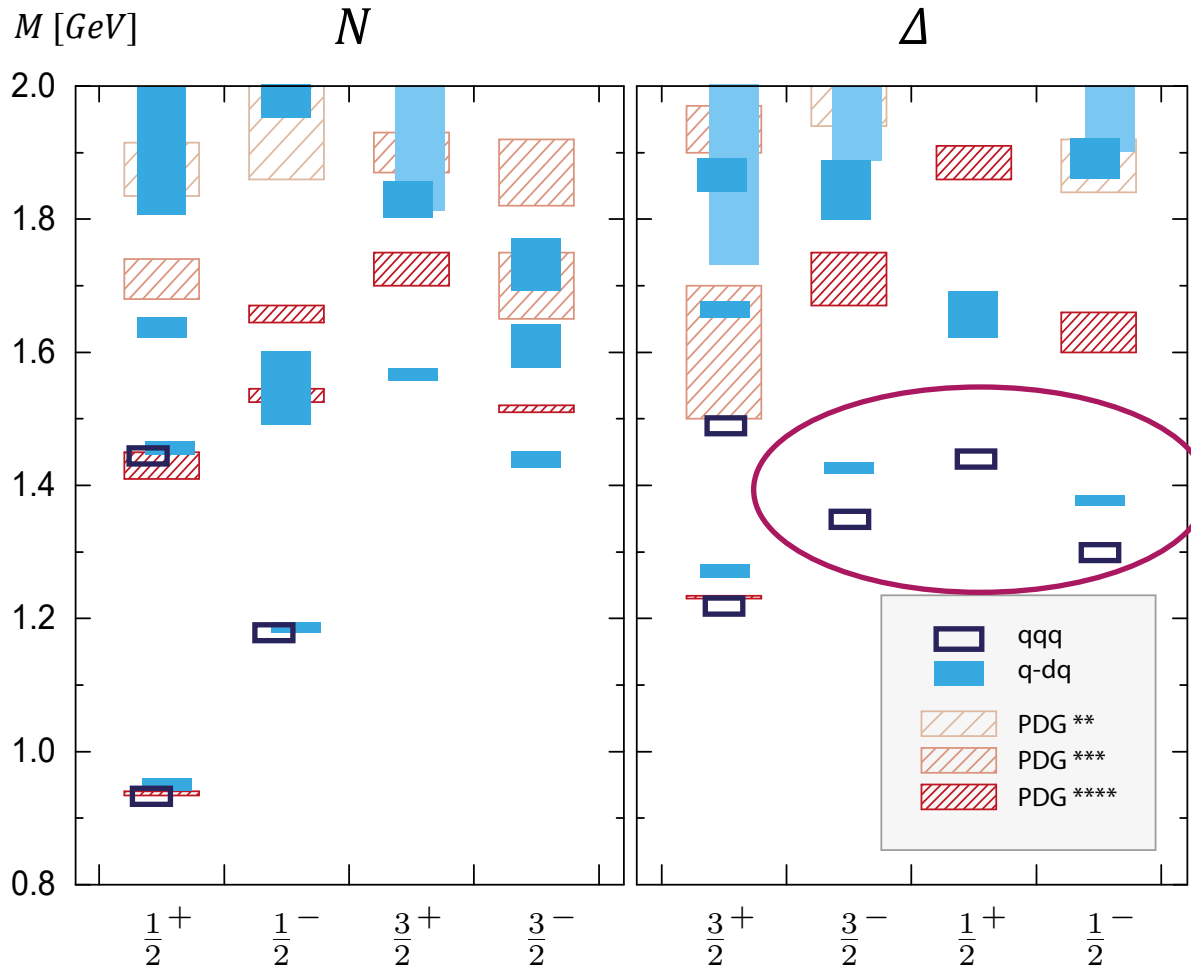 M [GeV] N Δ
2.0
1.8
1.6
1.4
1.2
1.0
0.8
qqq
q-dq
PDG **
PDG ***
PDG ****
1/2+ 1/2− 3/2+ 3/2− 3/2+ 3/2− 1/2+ 1/2−